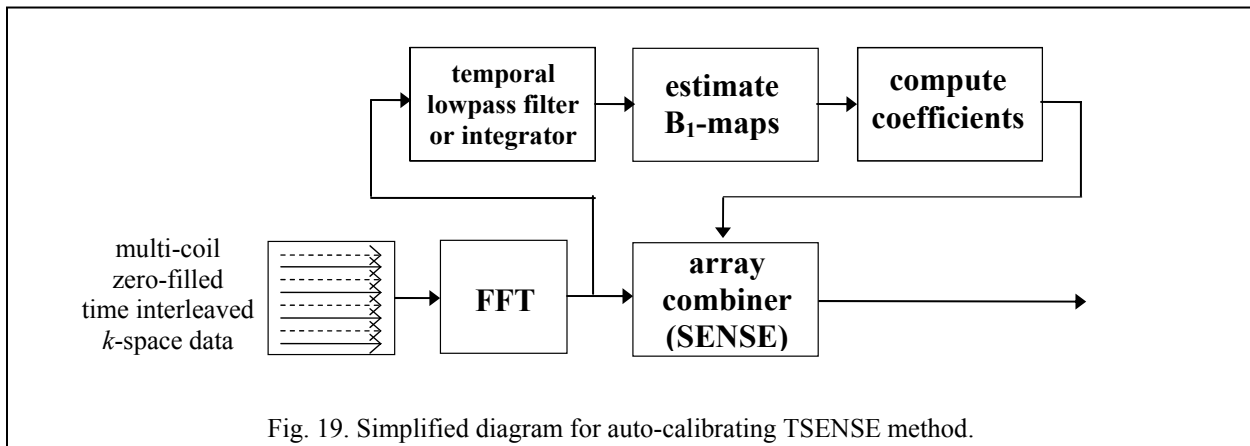 temporal
lowpass filter
or integrator
estimate
B₁-maps
compute
coefficients
multi-coil
zero-filled
time interleaved
k-space data
FFT
array
combiner
(SENSE)
Fig. 19. Simplified diagram for auto-calibrating TSENSE method.